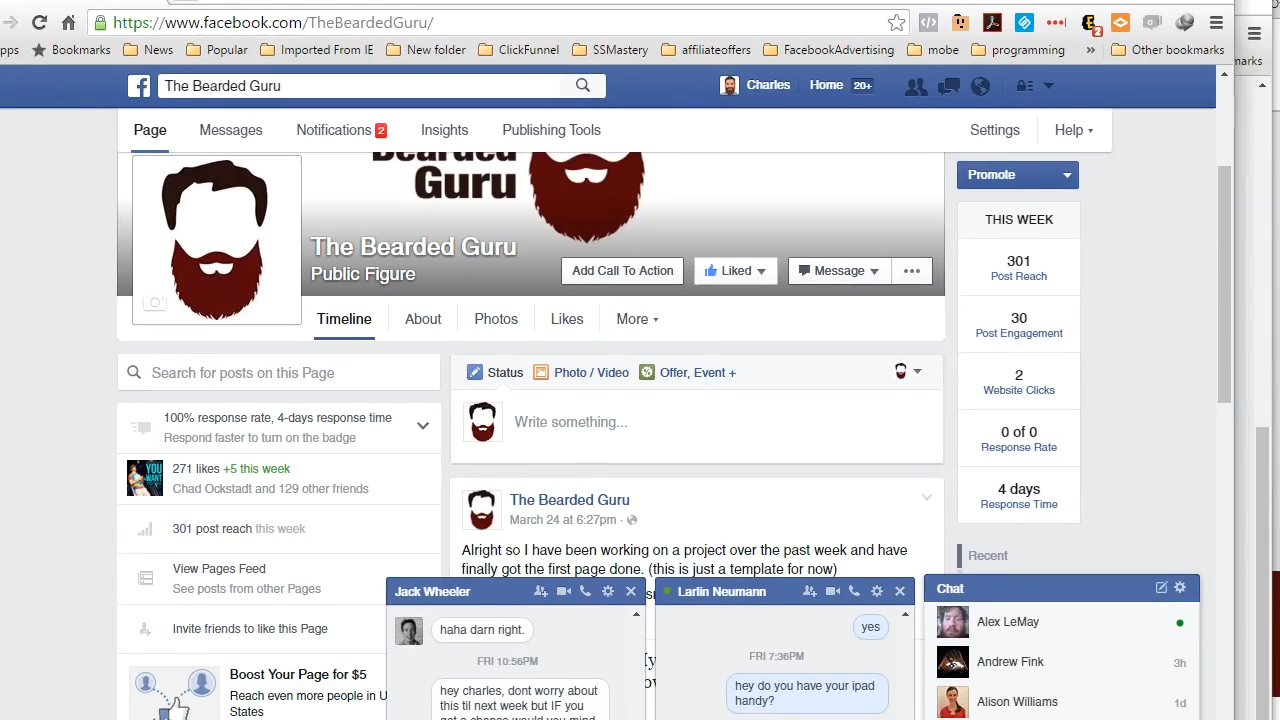 https://www.facebook.com/TheBeardedGuru/
Bookmarks News Popular Imported From IE New folder ClickFunne SSMastery affiliateoffers FacebookAdvertising mobe programming » Other bookmarks
The Bearded Guru
Charles Home 20+
Page Messages Notifications 2 Insights Publishing Tools Settings Help
Promote
Bearded
Guru
The Bearded Guru
Public Figure
Add Call To Action Liked Message •••
Timeline About Photos Likes More
THIS WEEK
301
Post Reach
30
Post Engagement
2
Website Clicks
0 of 0
Response Rate
4 days
Response Time
Recent
Search for posts on this Page
100% response rate, 4-days response time
Respond faster to turn on the badge
271 likes +5 this week
Chad Ockstadt and 129 other friends
301 post reach this week
View Pages Feed
See posts from other Pages
Invite friends to like this Page
Boost Your Page for $5
Reach even more people in U
States
YOU
WANT
Status Photo / Video Offer, Event +
Write something...
The Bearded Guru
March 24 at 6:27pm ·
Alright so I have been working on a project over the past week and have
finally got the first page done. (this is just a template for now)
Jack Wheeler
haha darn right.
FRI 10:56PM
hey charles, dont worry about
this til next week but IF you
got a chance would you mind
Larlin Neumann
yes
FRI 7:36PM
hey do you have your ipad
handy?
Chat
Alex LeMay
Andrew Fink 3h
Alison Williams 1d